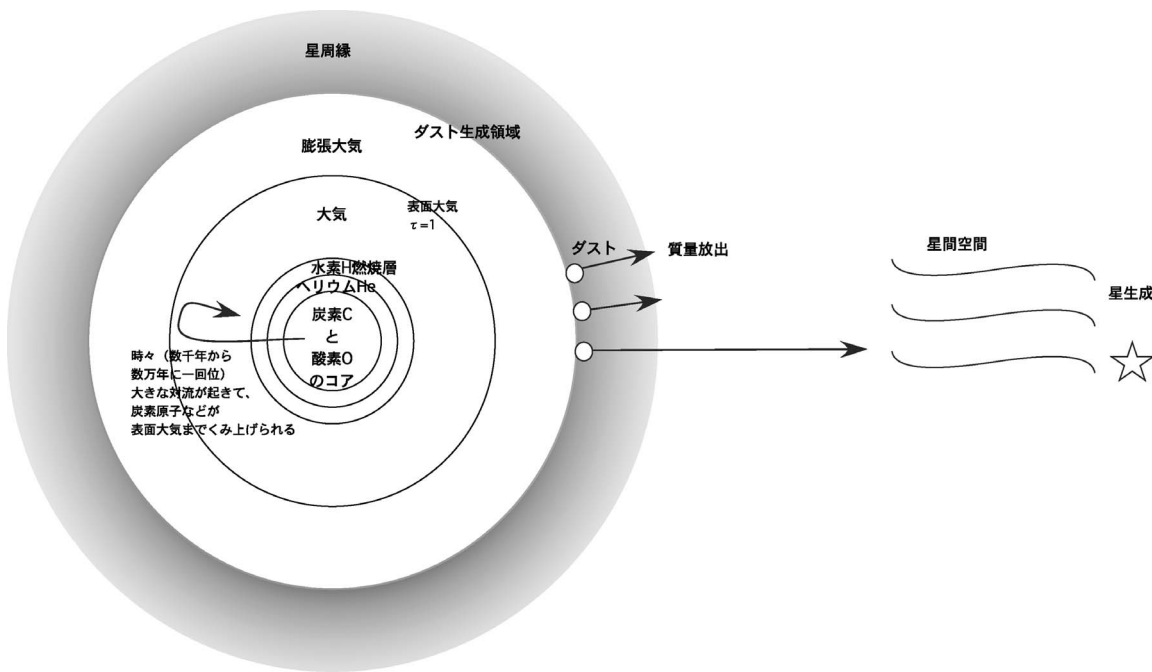 星周縁
ダスト生成領域
膨張大気
大気
表面大気
τ=1
水素H燃焼層
ヘリウムHe
炭素C
と
酸素O
のコア
時々（数千年から
数万年に一回位）
大きな対流が起きて、
炭素原子などが
表面大気までくみ上げられる
ダスト
質量放出
星間空間
星生成